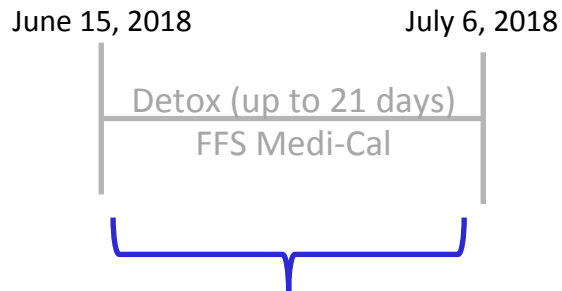 June 15, 2018
July 6, 2018
Detox (up to 21 days)
FFS Medi-Cal